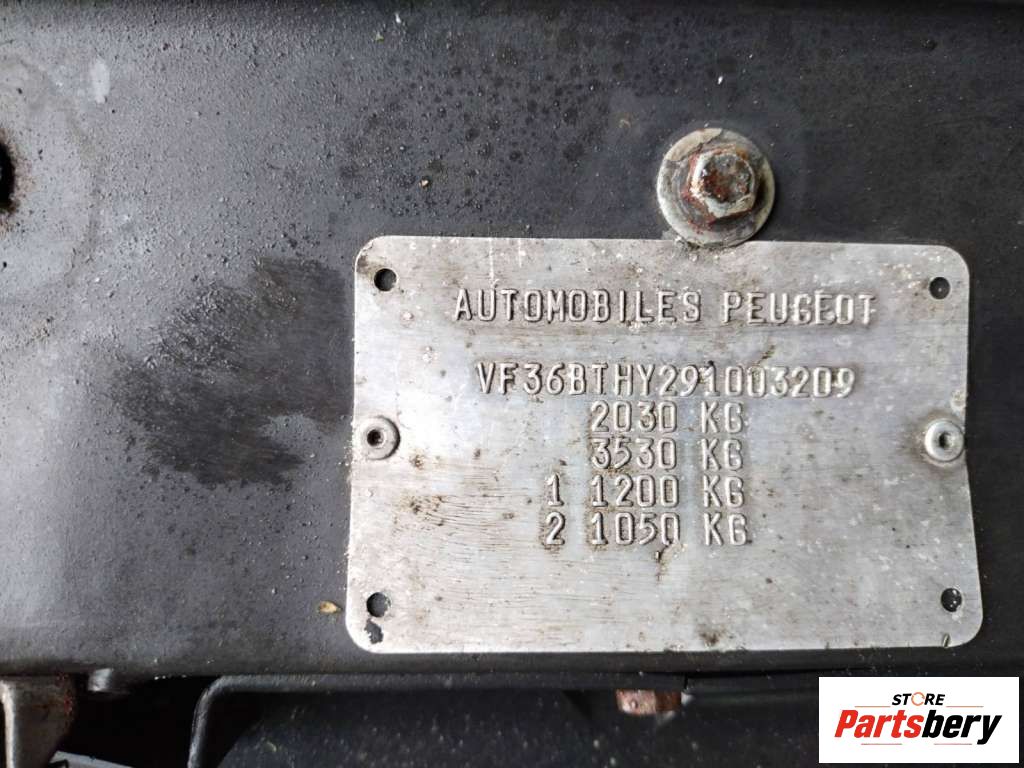 AUTOMOBILES PEUGEOT
VF36BTHY291003209
2030 KG
3530 KG
1 1200 KG
2 1050 KG
STORE
Partsbery